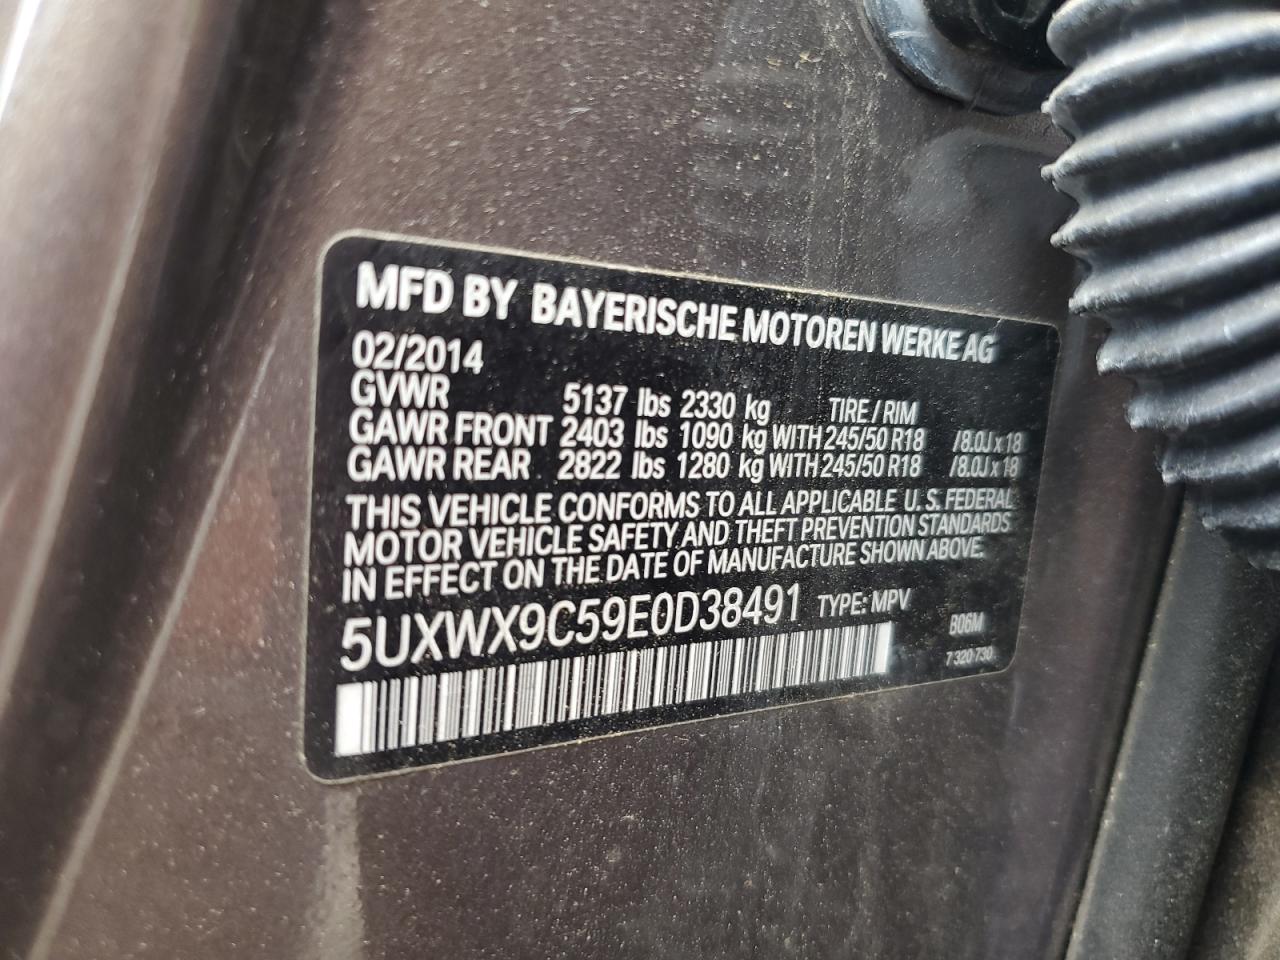 MFD BY BAYERISCHE MOTOREN WERKE AG
02/2014
GVWR 5137 lbs 2330 kg TIRE / RIM
GAWR FRONT 2403 lbs 1090 kg WITH 245/50 R18 /8.0J x 18
GAWR REAR 2822 lbs 1280 kg WITH 245/50 R18 /8.0J x 18
THIS VEHICLE CONFORMS TO ALL APPLICABLE U. S. FEDERAL
MOTOR VEHICLE SAFETY AND THEFT PREVENTION STANDARDS
IN EFFECT ON THE DATE OF MANUFACTURE SHOWN ABOVE.
5UXWX9C59E0D38491 TYPE: MPV
B06M
7 320 730